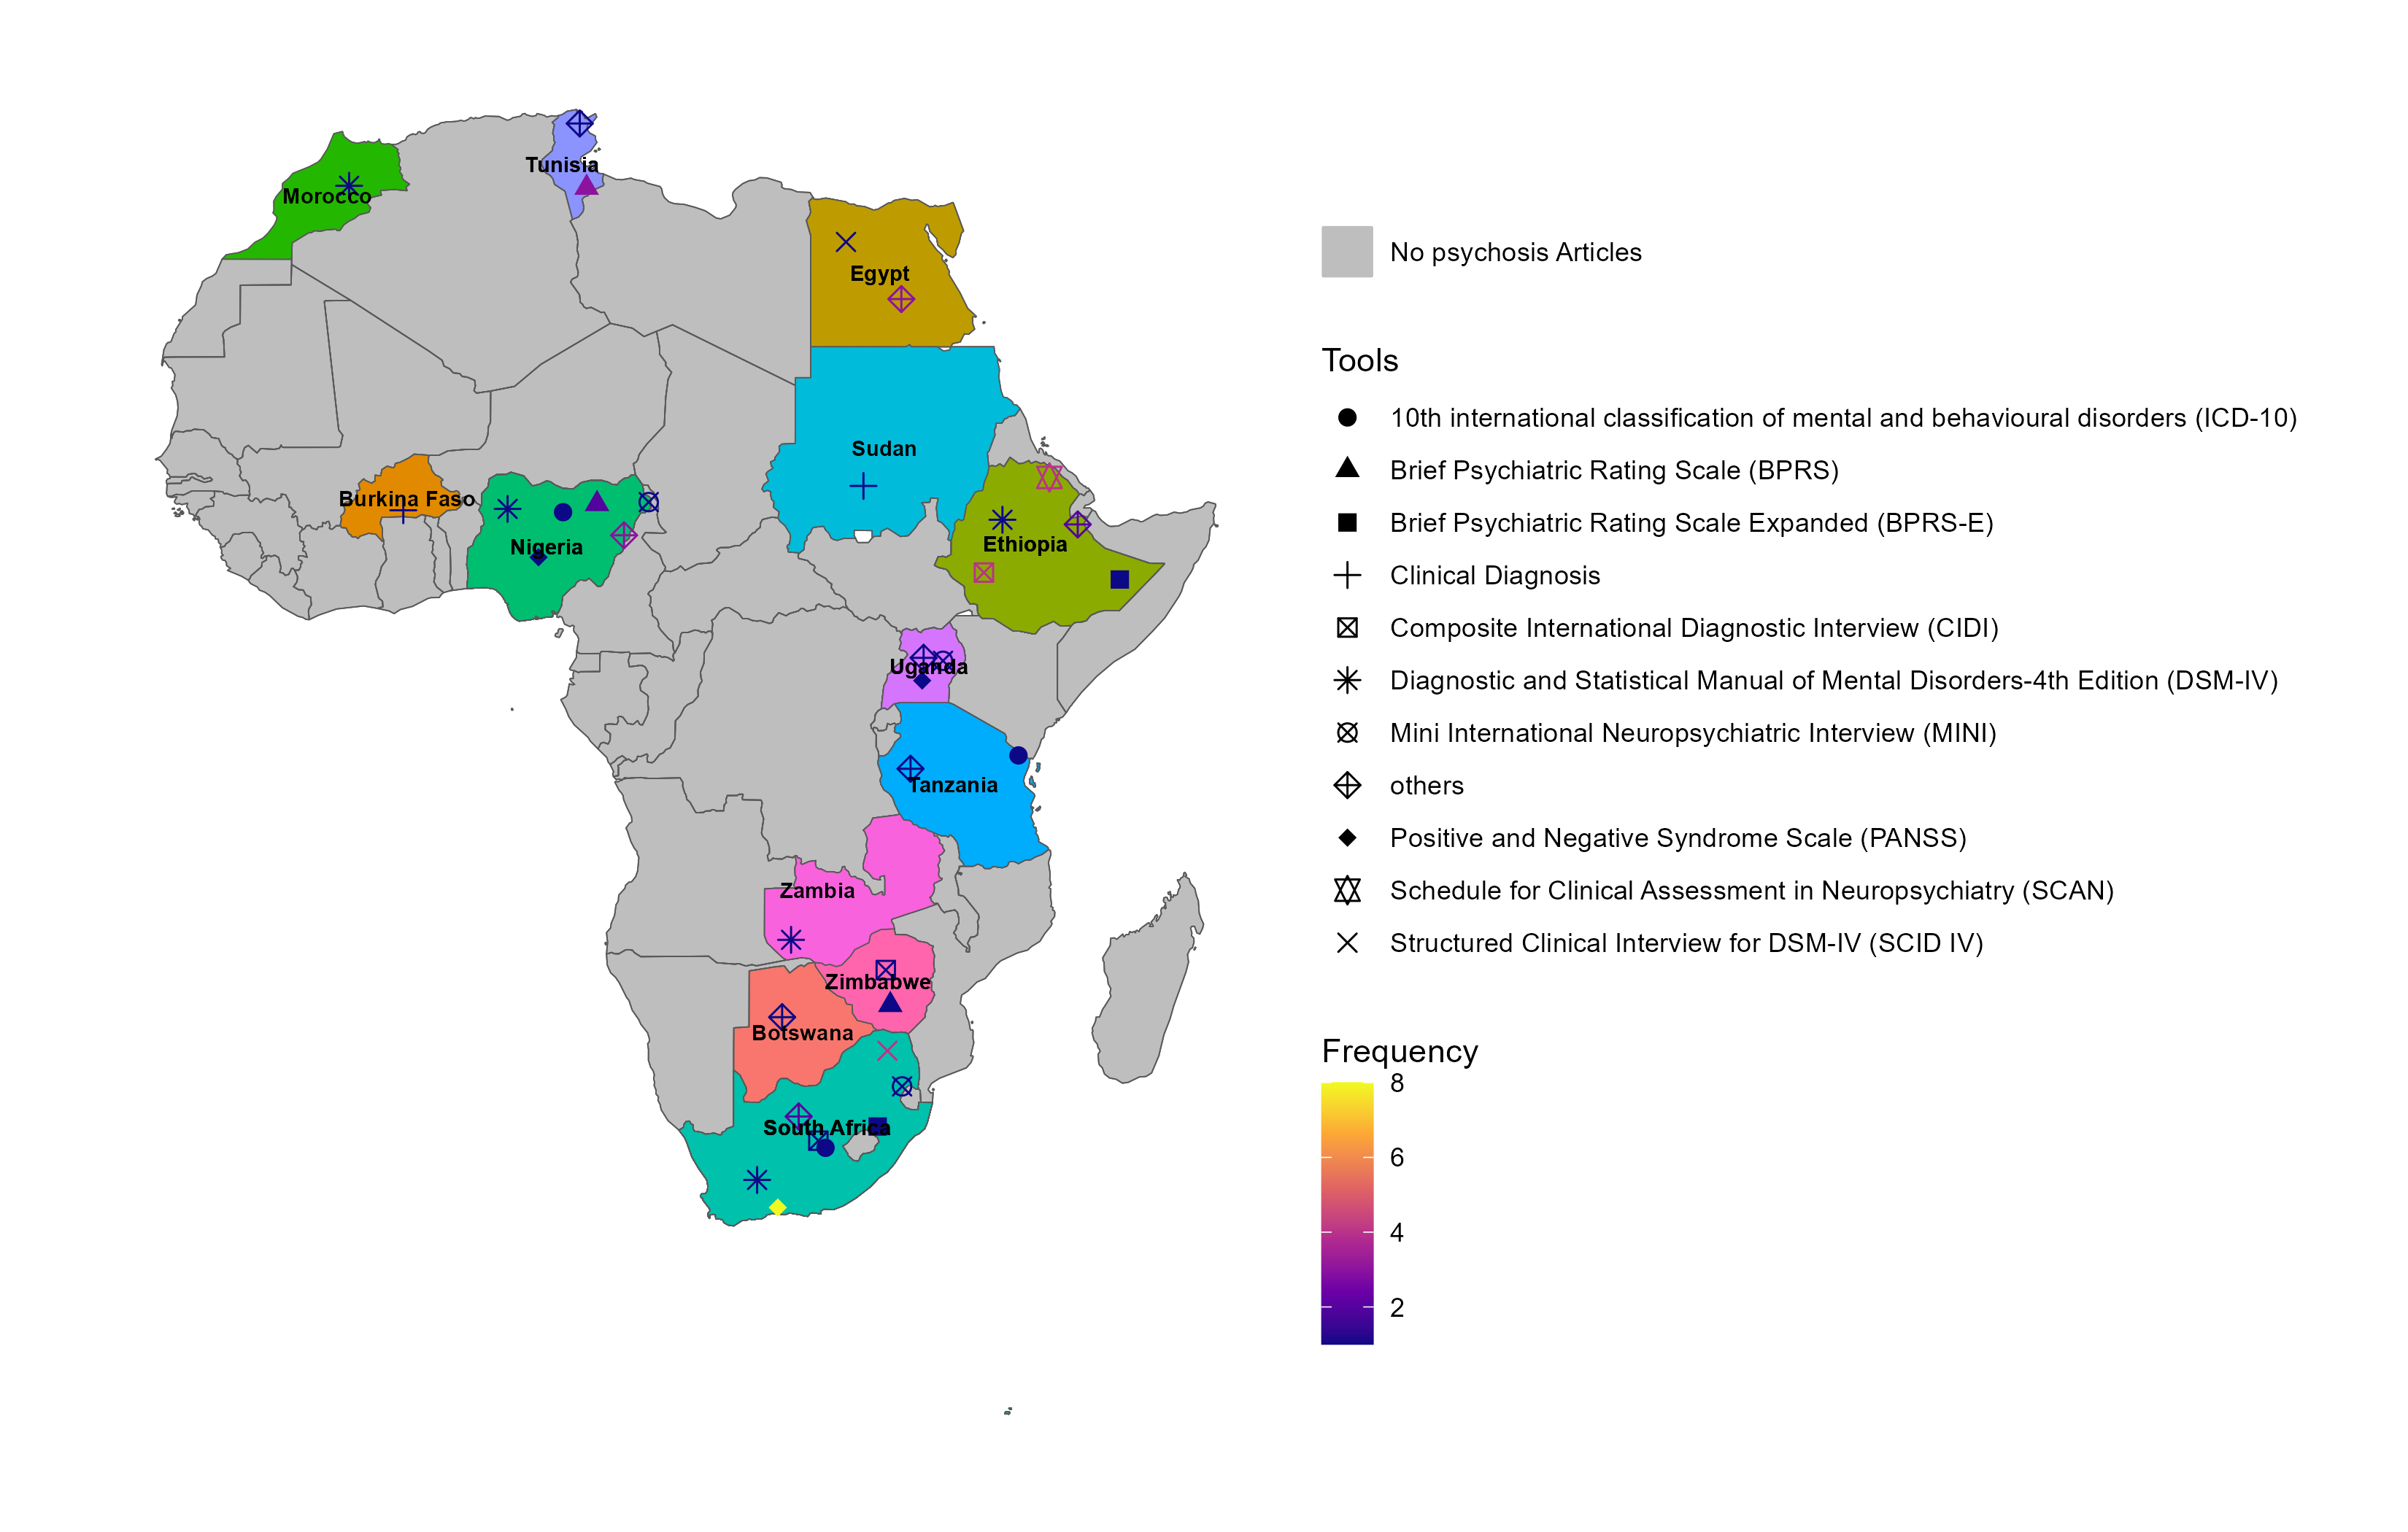 Tunisia
Morocco
Egypt
Sudan
Burkina Faso
Nigeria
Ethiopia
Uganda
Tanzania
Zambia
Zimbabwe
Botswana
South Africa
No psychosis Articles
Tools
10th international classification of mental and behavioural disorders (ICD-10)
Brief Psychiatric Rating Scale (BPRS)
Brief Psychiatric Rating Scale Expanded (BPRS-E)
Clinical Diagnosis
Composite International Diagnostic Interview (CIDI)
Diagnostic and Statistical Manual of Mental Disorders-4th Edition (DSM-IV)
Mini International Neuropsychiatric Interview (MINI)
others
Positive and Negative Syndrome Scale (PANSS)
Schedule for Clinical Assessment in Neuropsychiatry (SCAN)
Structured Clinical Interview for DSM-IV (SCID IV)
Frequency
8
6
4
2